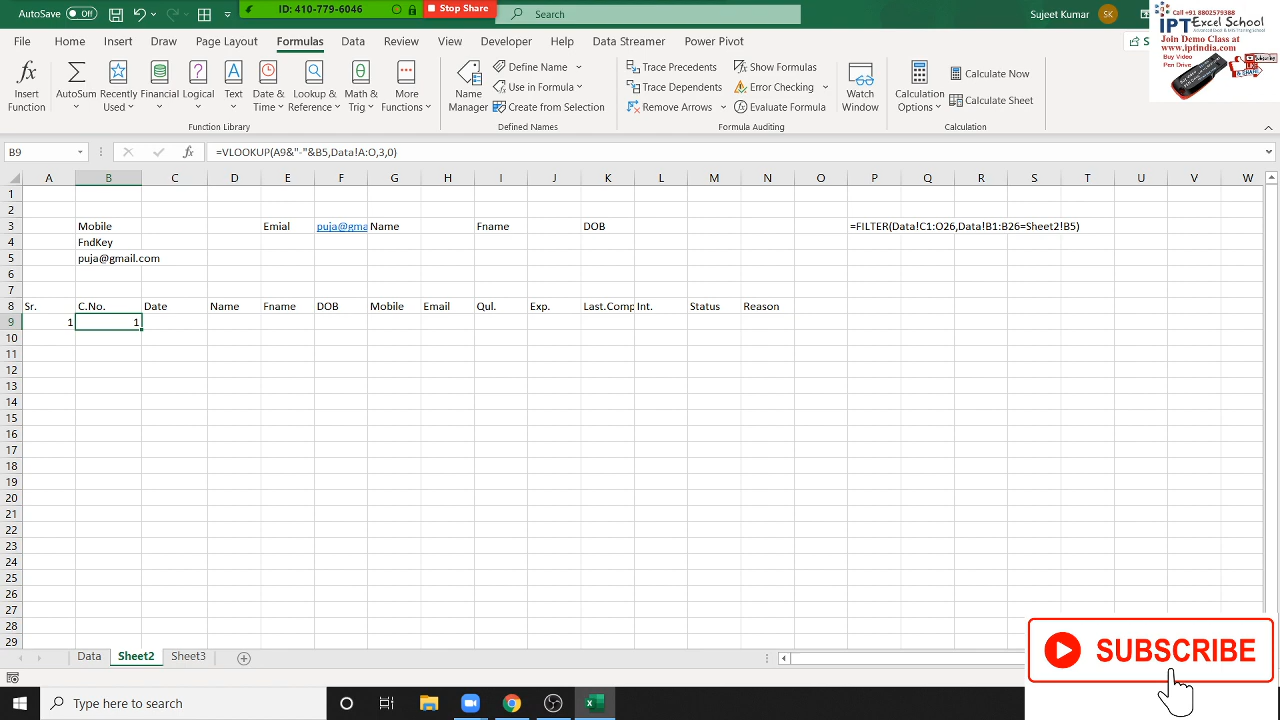 AutoSave Off
ID: 410-779-6046
Stop Share
Search
Sujeet Kumar
SK
File Home Insert Draw Page Layout Formulas Data Review View Developer Help Data Streamer Power Pivot
Insert Function
AutoSum
Recently Used
Financial
Logical
Text
Date & Time
Lookup & Reference
Math & Trig
More Functions
Function Library
Name Manager
Define Name
Use in Formula
Create from Selection
Defined Names
Trace Precedents
Trace Dependents
Remove Arrows
Show Formulas
Error Checking
Evaluate Formula
Formula Auditing
Watch Window
Calculation Options
Calculate Now
Calculate Sheet
Calculation
Call +91 8802579388
IPT Excel School
Advanced Excel & MIS Training School
Join Demo Class at
www.iptindia.com
Buy Video
Pen Drive
B9
=VLOOKUP(A9&"-"&B5,Data!A:O,3,0)
A B C D E F G H I J K L M N O P Q R S T U V W
1
2
3 Mobile Emial puja@gma Name Fname DOB =FILTER(Data!C1:O26,Data!B1:B26=Sheet2!B5)
4 FndKey
5 puja@gmail.com
6
7
8 Sr. C.No. Date Name Fname DOB Mobile Email Qul. Exp. Last.Comp Int. Status Reason
9 1 1
10
11
12
13
14
15
16
17
18
19
20
21
22
23
24
25
26
27
28
29
Data Sheet2 Sheet3
SUBSCRIBE
Type here to search